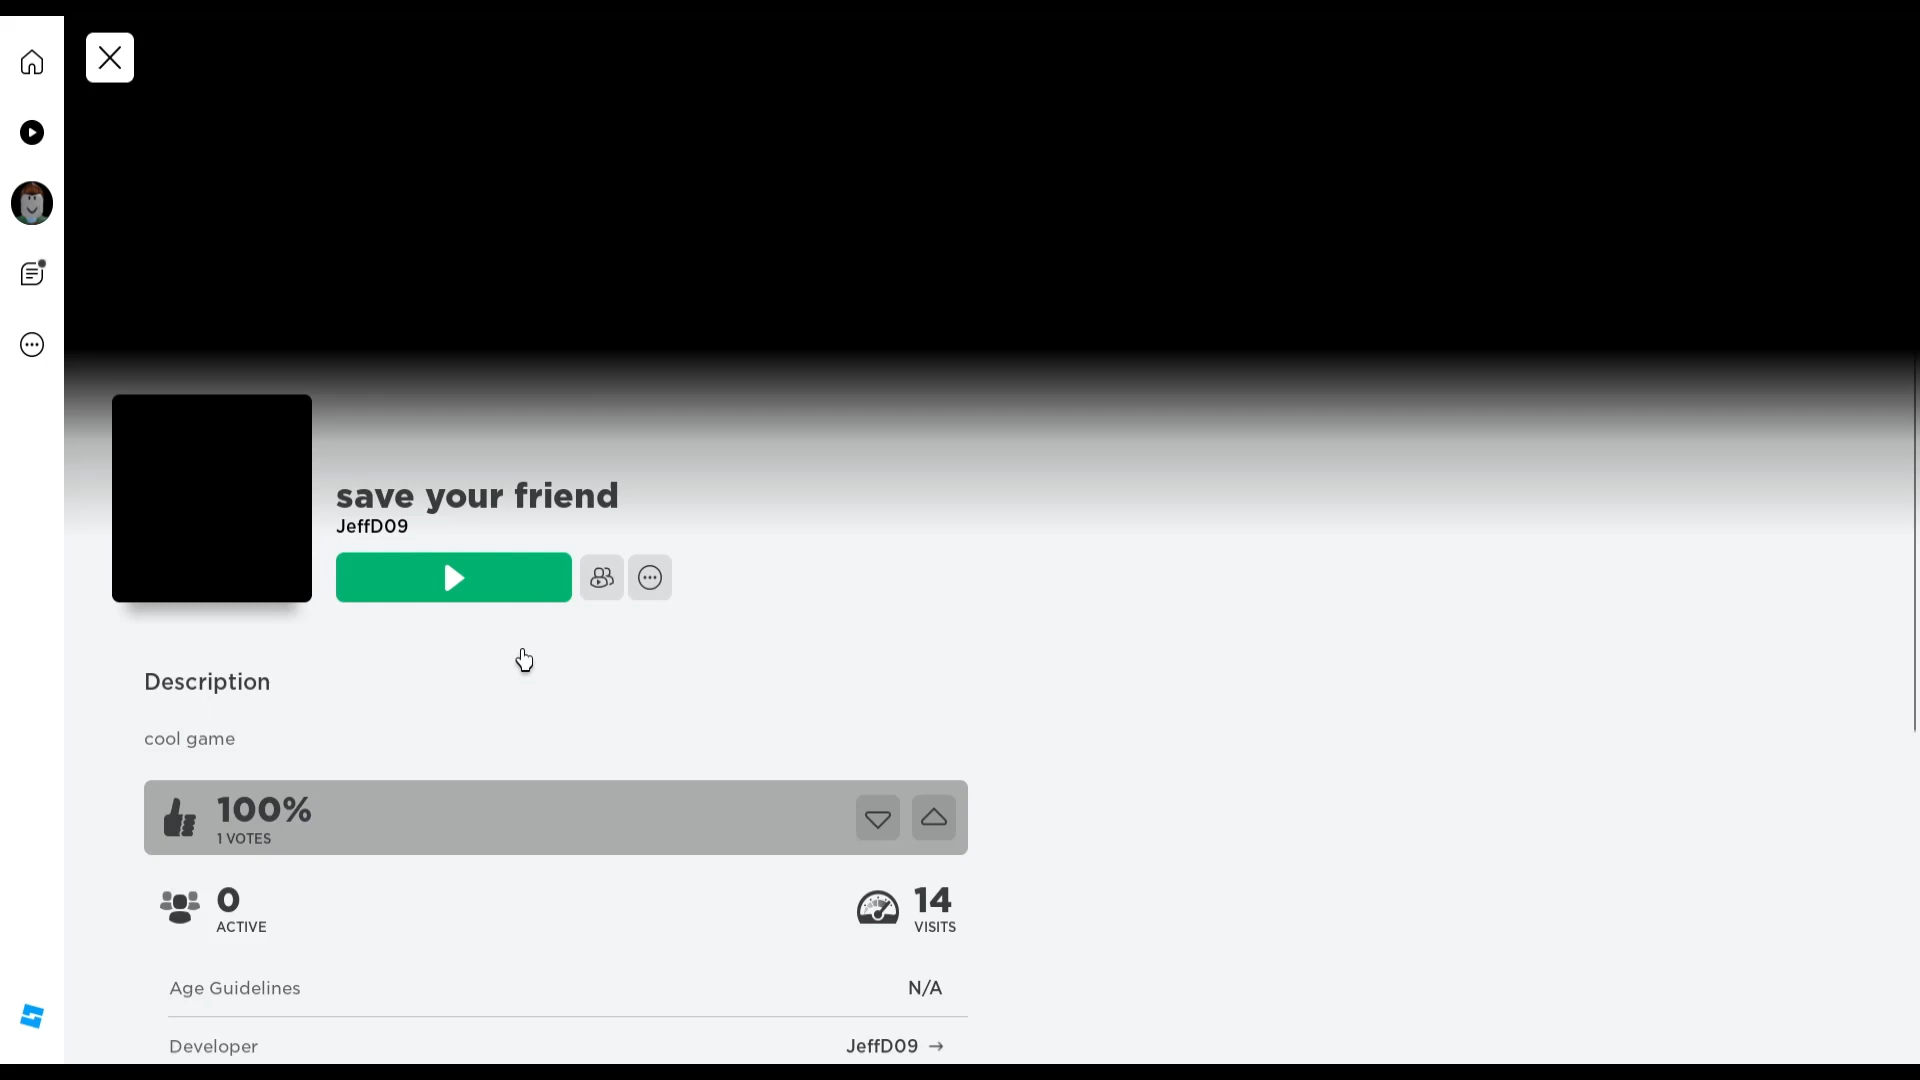 save your friend
JeffD09
Description
cool game
100%
1 VOTES
0
ACTIVE
14
VISITS
Age Guidelines
N/A
Developer
JeffD09 →